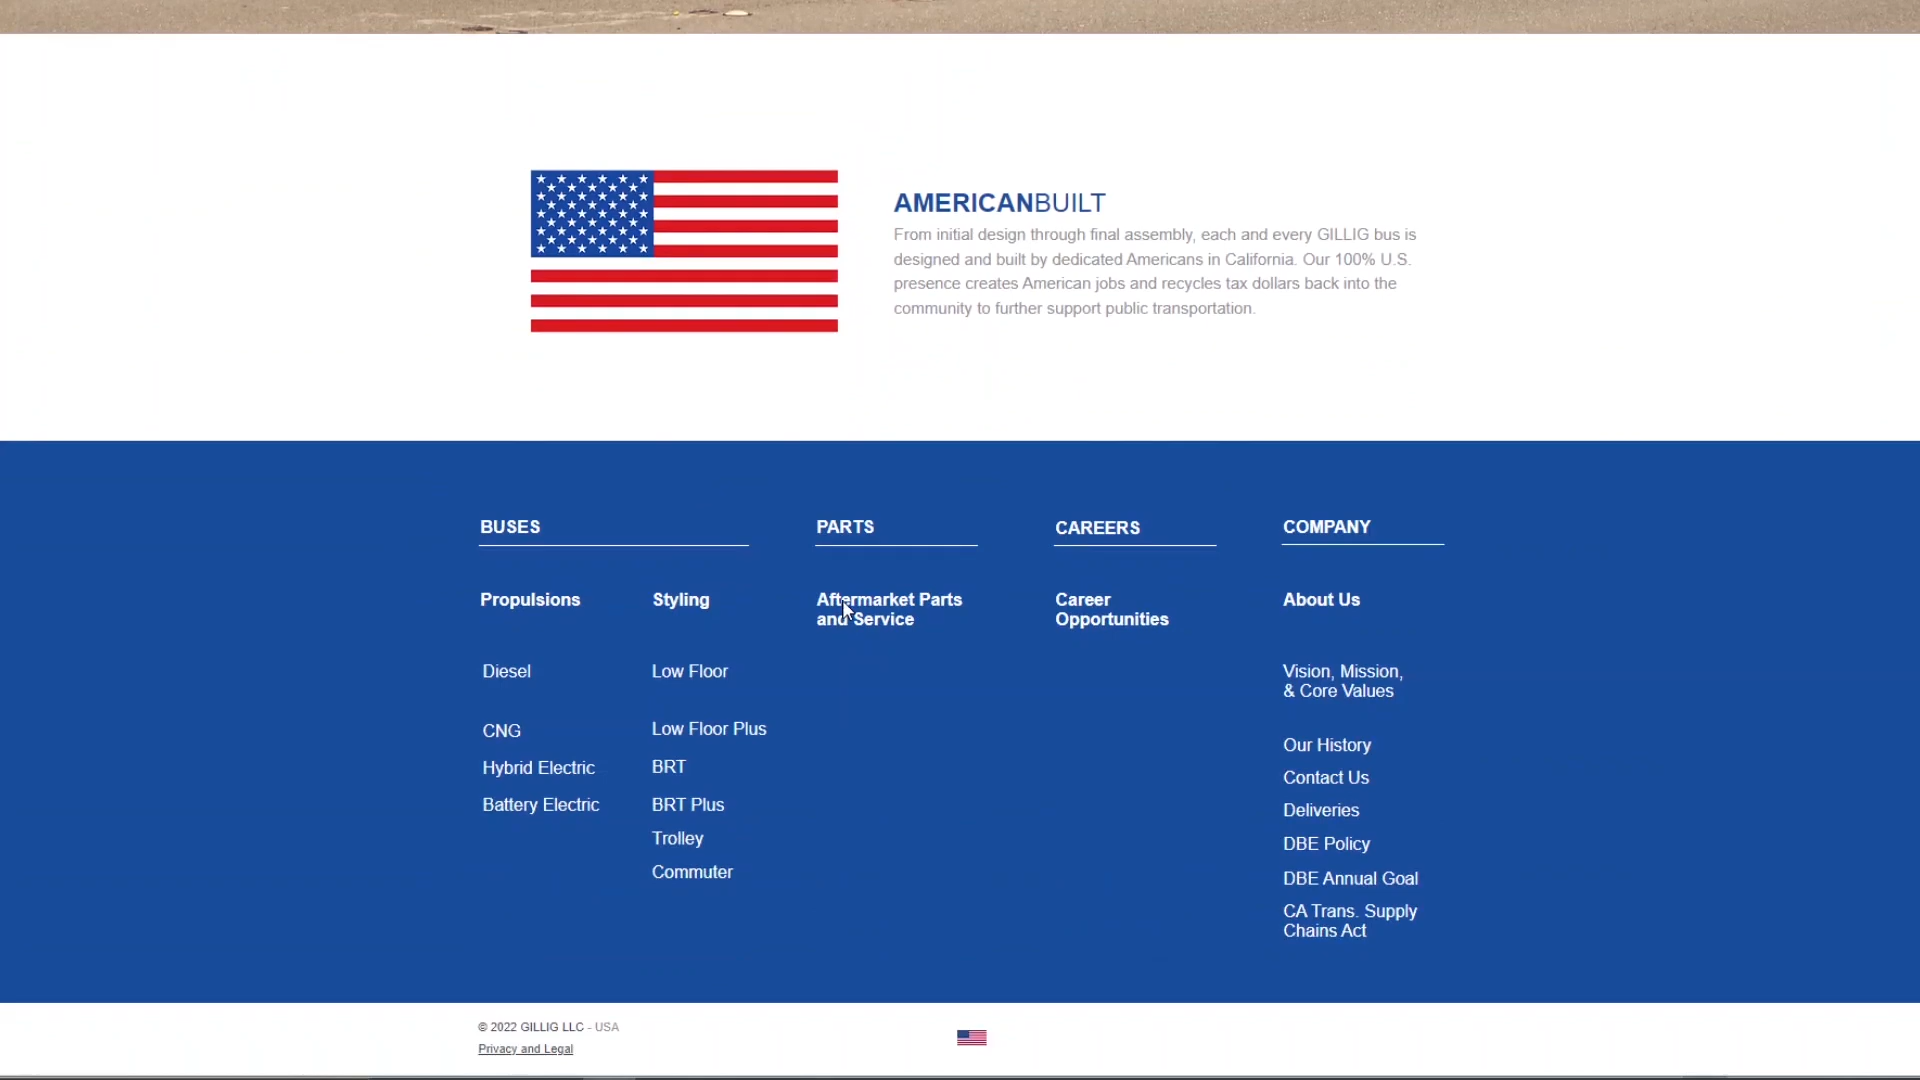 AMERICANBUILT
From initial design through final assembly, each and every GILLIG bus is
designed and built by dedicated Americans in California. Our 100% U.S.
presence creates American jobs and recycles tax dollars back into the
community to further support public transportation.
BUSES
Propulsions
Diesel
CNG
Hybrid Electric
Battery Electric
Styling
Low Floor
Low Floor Plus
BRT
BRT Plus
Trolley
Commuter
PARTS
Aftermarket Parts
and Service
CAREERS
Career
Opportunities
COMPANY
About Us
Vision, Mission,
& Core Values
Our History
Contact Us
Deliveries
DBE Policy
DBE Annual Goal
CA Trans. Supply
Chains Act
© 2022 GILLIG LLC - USA
Privacy and Legal